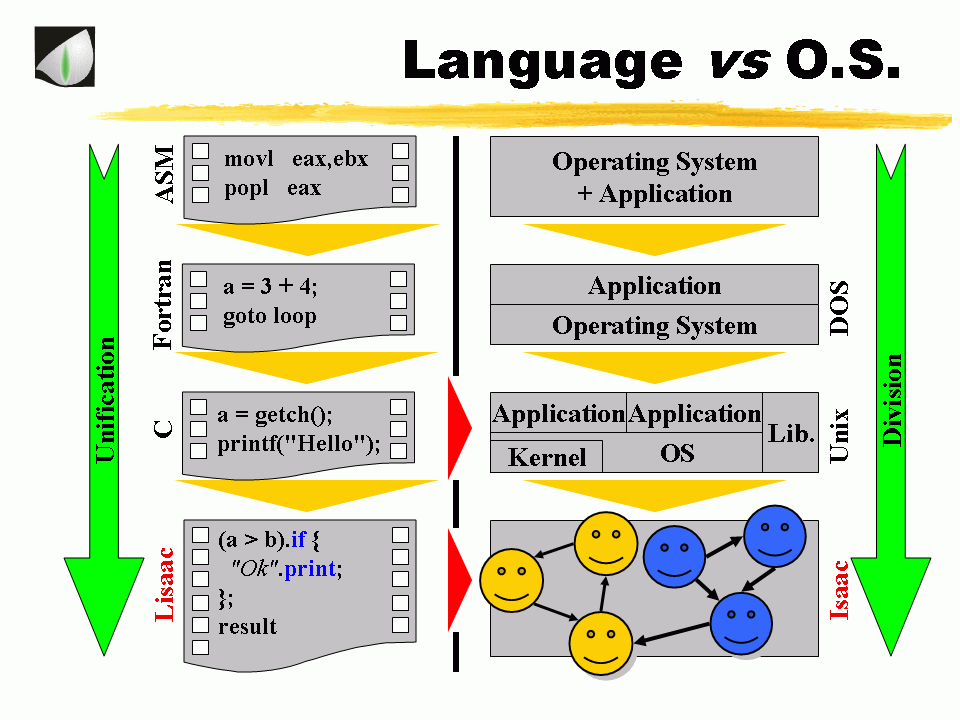 Language vs O.S.
Unification
ASM
movl eax,ebx
popl eax
Operating System
+ Application
Fortran
a = 3 + 4;
goto loop
Application
Operating System
DOS
C
a = getch();
printf("Hello");
Application Application
Lib.
Kernel
OS
Unix
Division
Lisaac
(a > b).if {
"Ok".print;
};
result
Isaac